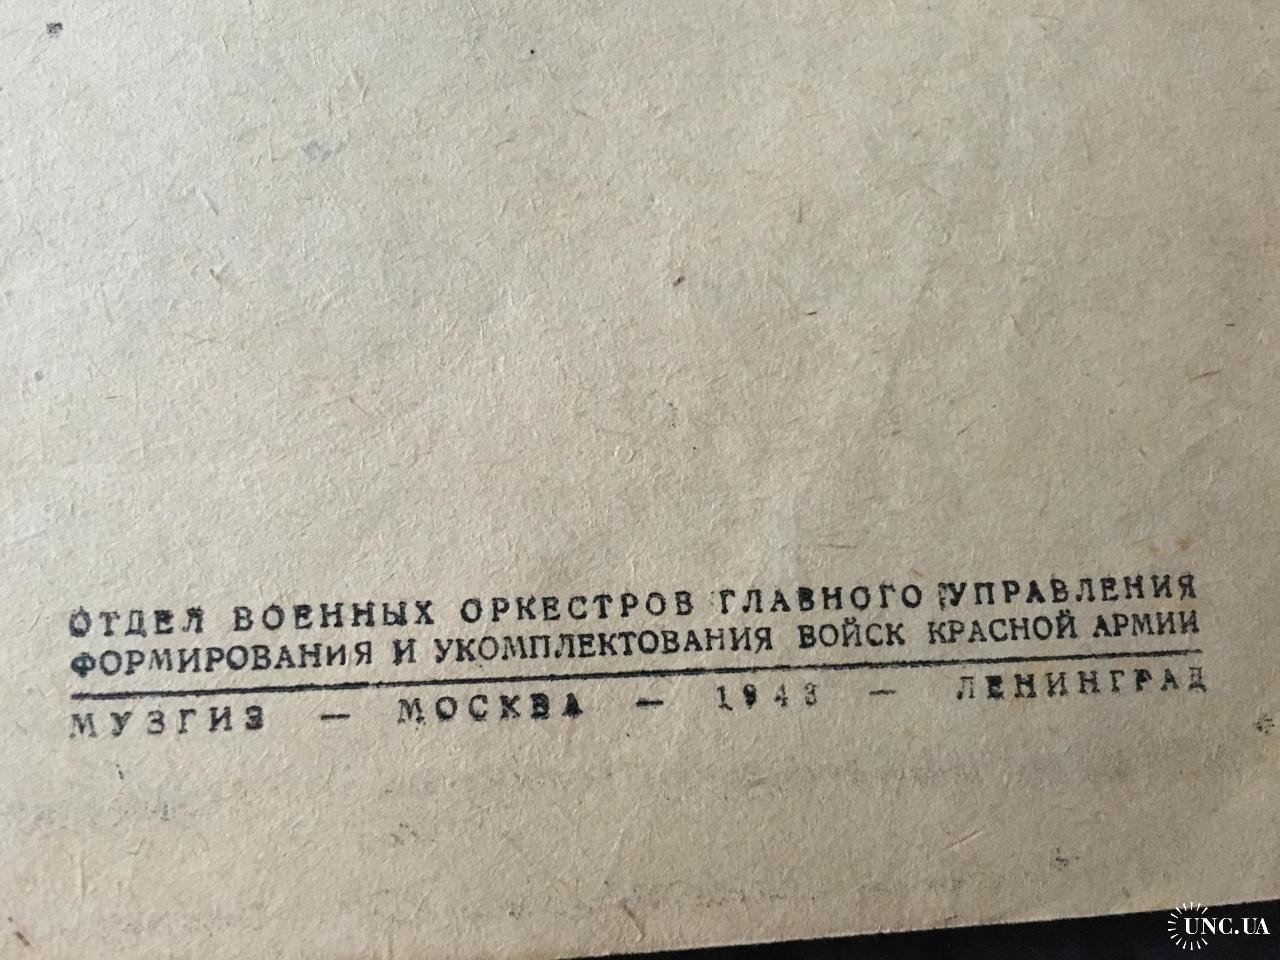 ОТДЕЛ ВОЕННЫХ ОРКЕСТРОВ ГЛАВНОГО УПРАВЛЕНИЯ
ФОРМИРОВАНИЯ И УКОМПЛЕКТОВАНИЯ ВОЙСК КРАСНОЙ АРМИИ
МУЗГИЗ — МОСКВА — 1943 — ЛЕНИНГРАД
UNC.UA